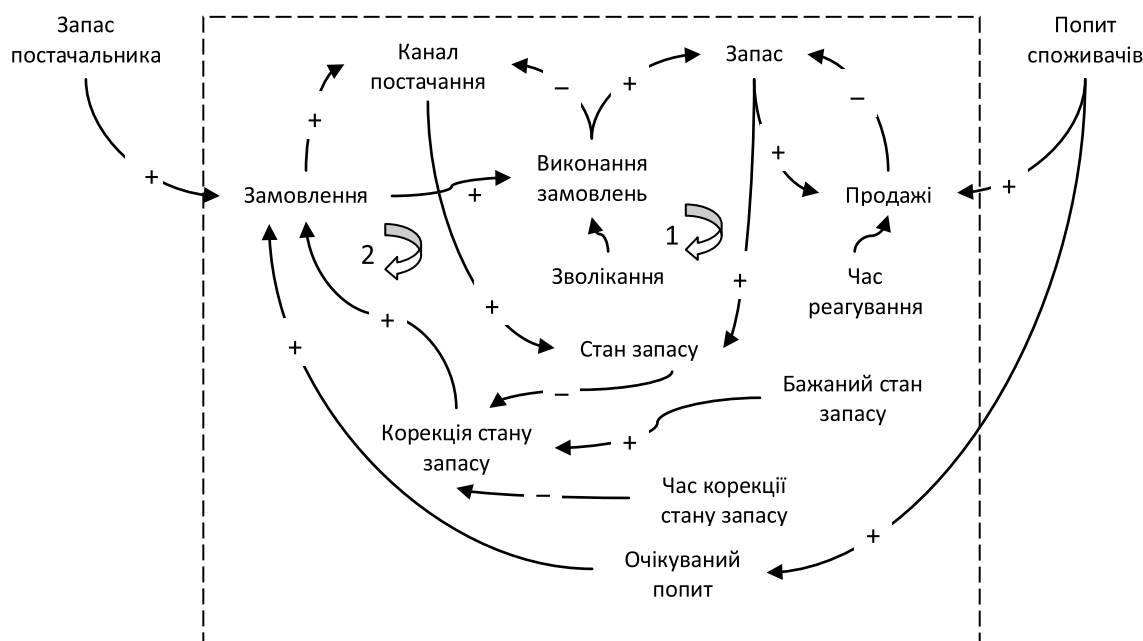 Запас
постачальника
Канал
постачання
Запас
Попит
споживачів
–
+
–
+
+
Виконання
замовлень
+
+
+
Замовлення
+
Продажі
2
1
Зволікання
Час
реагування
+
+
+
+
Стан запасу
Бажаний стан
запасу
–
Корекція стану
запасу
+
Час корекції
стану запасу
–
+
Очікуваний
попит